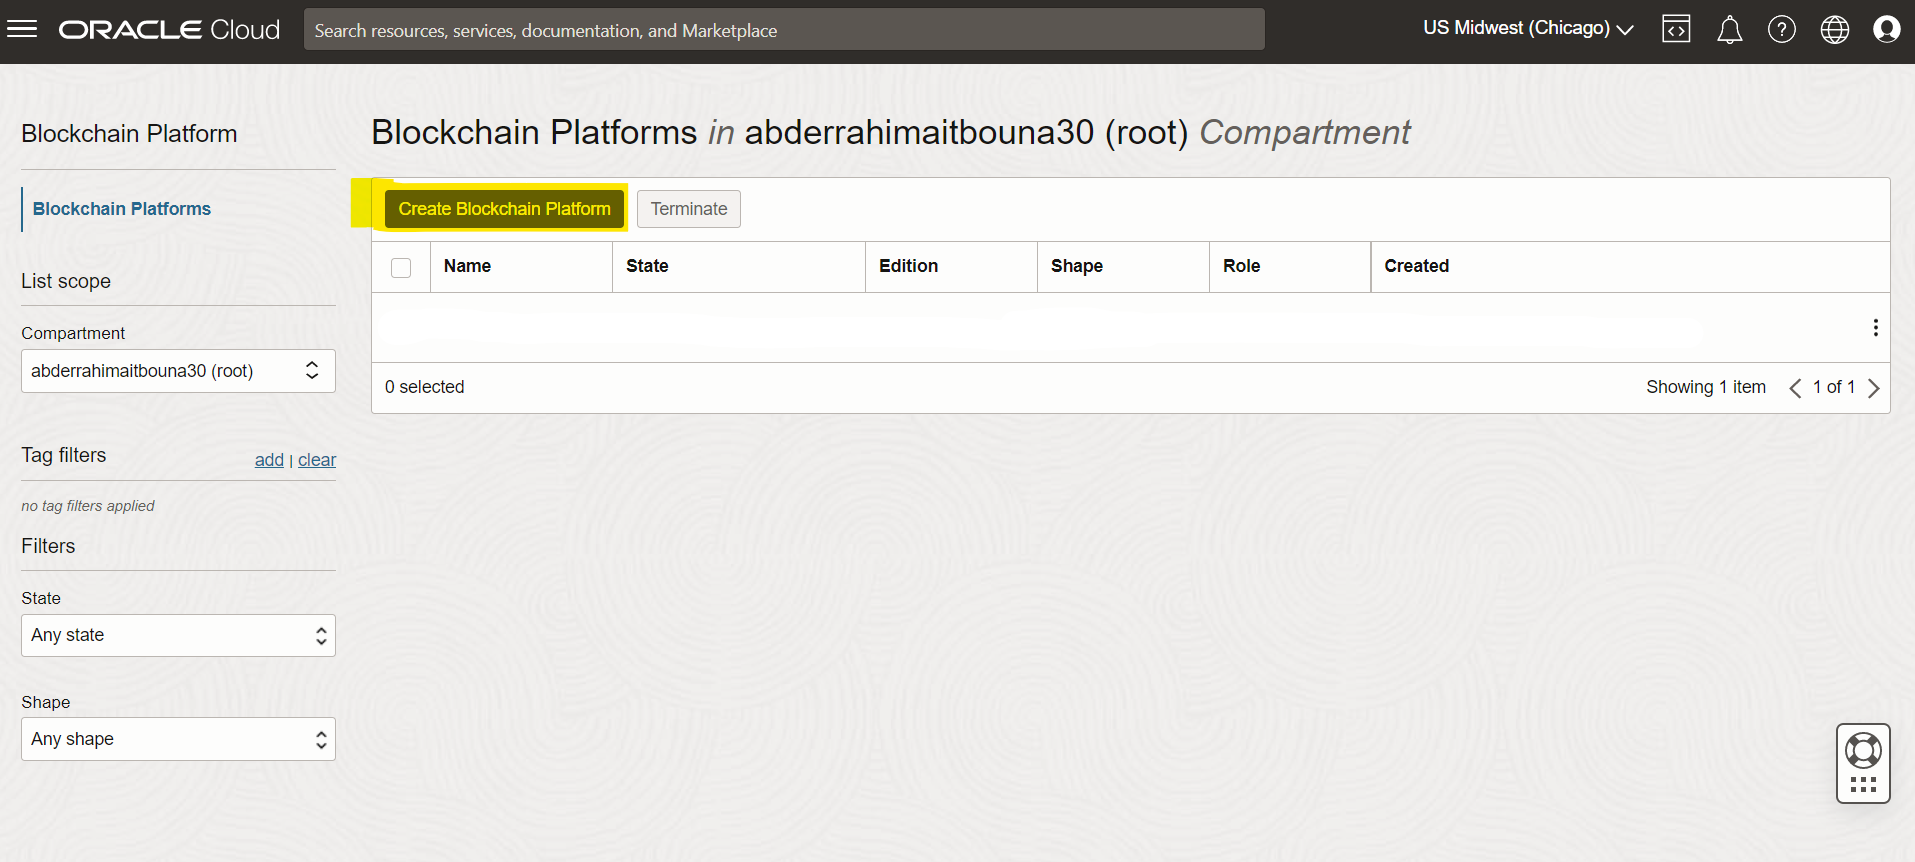 ORACLE Cloud
Search resources, services, documentation, and Marketplace
US Midwest (Chicago)
Blockchain Platform
Blockchain Platforms
List scope
Compartment
abderrahimaitbouna30 (root)
Tag filters
add | clear
no tag filters applied
Filters
State
Any state
Shape
Any shape
Blockchain Platforms in abderrahimaitbouna30 (root) Compartment
Create Blockchain Platform
Terminate
Name State Edition Shape Role Created
0 selected
Showing 1 item
1 of 1